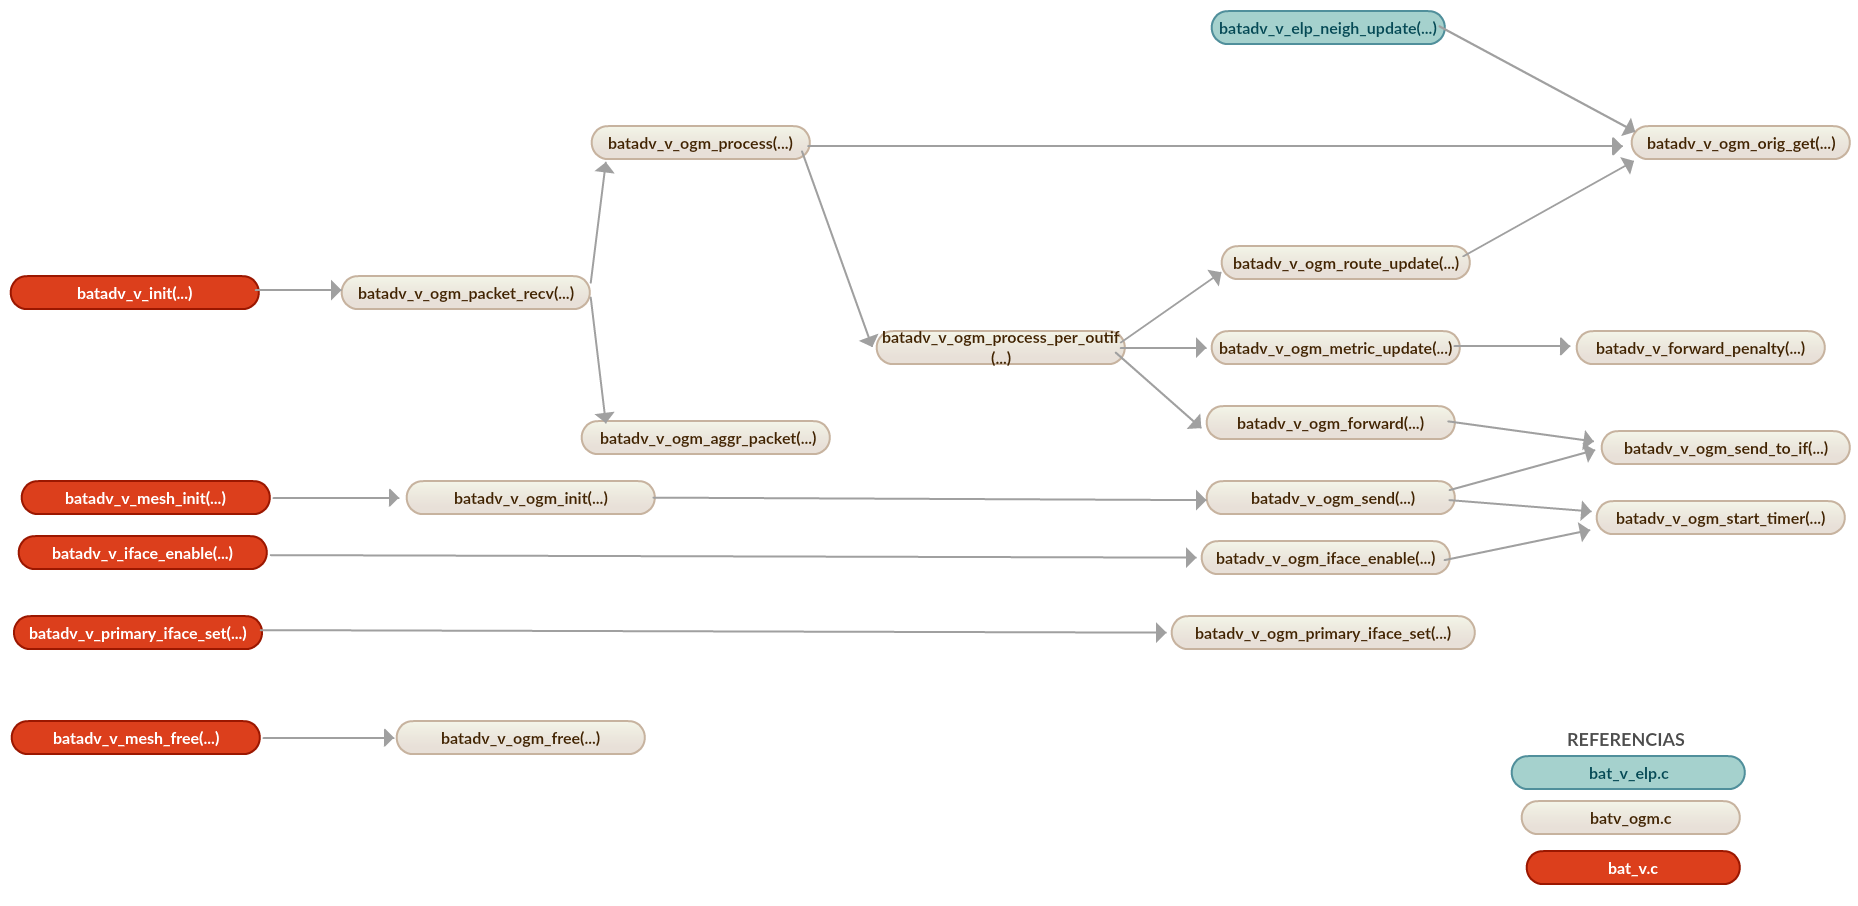 batadv_v_elp_neigh_update(...)
batadv_v_ogm_process(...)
batadv_v_ogm_orig_get(...)
batadv_v_ogm_route_update(...)
batadv_v_init(...)
batadv_v_ogm_packet_recv(...)
batadv_v_ogm_process_per_outif
(...)
batadv_v_ogm_metric_update(...)
batadv_v_forward_penalty(...)
batadv_v_ogm_forward(...)
batadv_v_ogm_aggr_packet(...)
batadv_v_ogm_send_to_if(...)
batadv_v_mesh_init(...)
batadv_v_ogm_init(...)
batadv_v_ogm_send(...)
batadv_v_ogm_start_timer(...)
batadv_v_iface_enable(...)
batadv_v_ogm_iface_enable(...)
batadv_v_primary_iface_set(...)
batadv_v_ogm_primary_iface_set(...)
batadv_v_mesh_free(...)
batadv_v_ogm_free(...)
REFERENCIAS
bat_v_elp.c
batv_ogm.c
bat_v.c